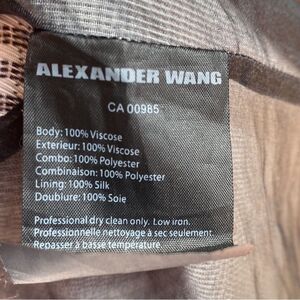 ALEXANDER WANG
CA 00985
Body: 100% Viscose
Exterieur: 100% Viscose
Combo: 100% Polyester
Combinaison: 100% Polyester
Lining: 100% Silk
Doublure: 100% Soie
Professional dry clean only. Low iron.
Professionnelle nettoyage à sec seulement.
Repasser à basse température.